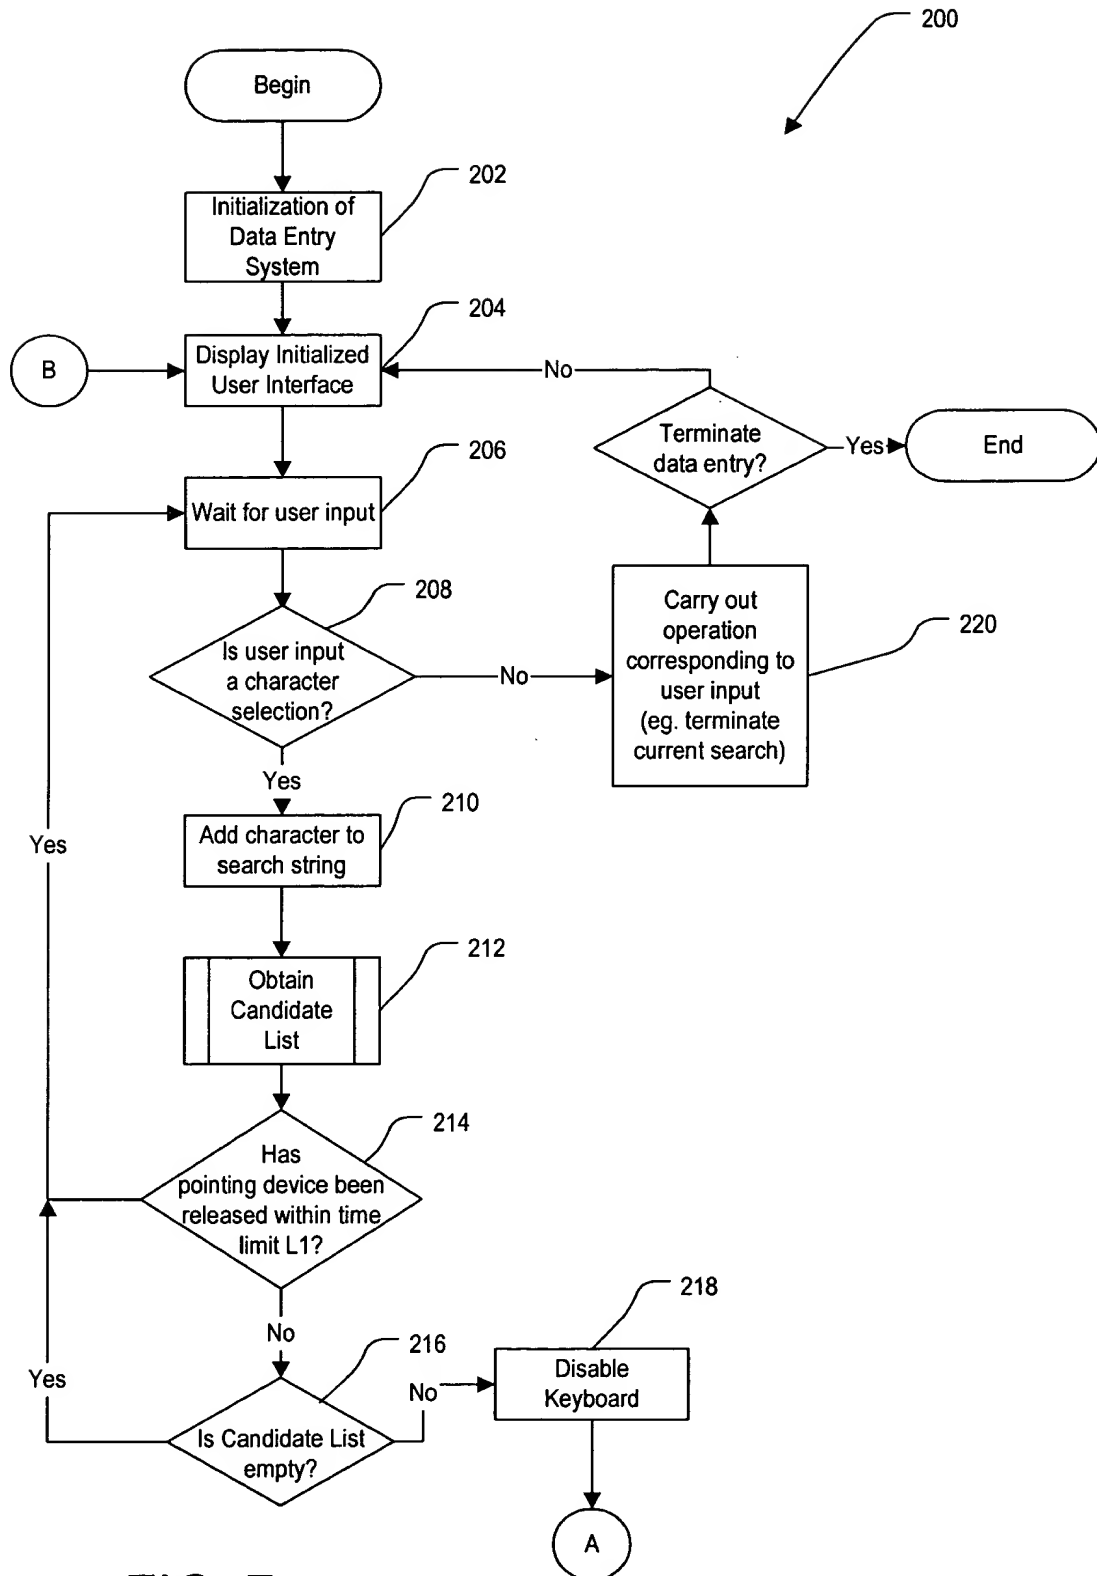 200
Begin
202
Initialization of
Data Entry
System
204
B
Display Initialized
User Interface
No
Terminate
data entry?
Yes
End
206
Wait for user input
208
Is user input
a character
selection?
No
Carry out
operation
corresponding to
user input
(eg. terminate
current search)
220
Yes
210
Add character to
search string
Yes
212
Obtain
Candidate
List
214
Has
pointing device been
released within time
limit L1?
No
216
218
Disable
Keyboard
Yes
No
Is Candidate List
empty?
A